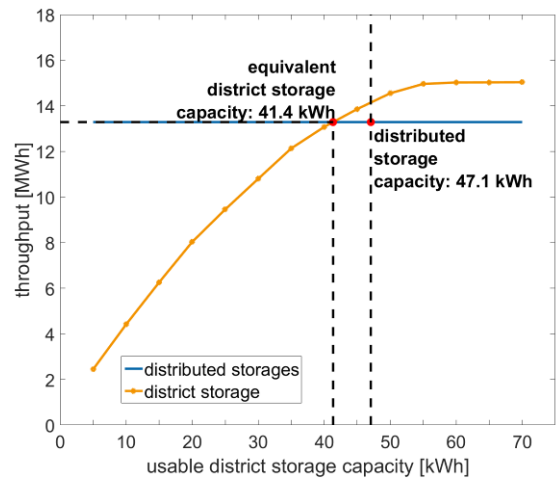 18
16
14
12
10
8
6
4
2
0
throughput [MWh]
equivalent
district storage
capacity: 41.4 kWh
distributed
storage
capacity: 47.1 kWh
distributed storages
district storage
0
10
20
30
40
50
60
70
usable district storage capacity [kWh]